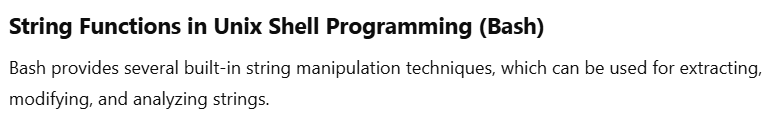 String Functions in Unix Shell Programming (Bash)
Bash provides several built-in string manipulation techniques, which can be used for extracting,
modifying, and analyzing strings.